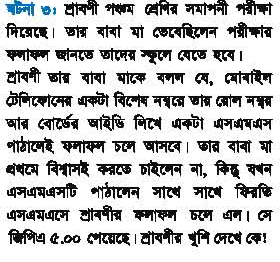 ঘটনা ৩: শ্রাবণী পঞ্চম শ্রেণির সমাপনী পরীক্ষা
দিয়েছে। তার বাবা মা ভেবেছিলেন পরীক্ষার
ফলাফল জানতে তাদের স্কুলে যেতে হবে।
শ্রাবণী তার বাবা মাকে বলল যে, মোবাইল
টেলিফোনের একটা বিশেষ নম্বরে তার রোল নম্বর
আর বোর্ডের আইডি লিখে একটা এসএমএস
পাঠালেই ফলাফল চলে আসবে। তার বাবা মা
প্রথমে বিশ্বাসই করতে চাইলেন না, কিন্তু যখন
এসএমএসটি পাঠালেন সাথে সাথে ফিরতি
এসএমএসে শ্রাবণীর ফলাফল চলে এল। সে
জিপিএ ৫.০০ পেয়েছে! শ্রাবণীর খুশি দেখে কে!